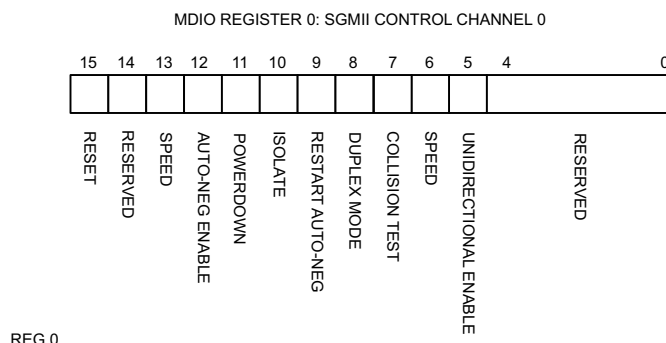 MDIO REGISTER 0: SGMII CONTROL CHANNEL 0
15 14 13 12 11 10 9 8 7 6 5 4 0
RESET
RESERVED
SPEED
AUTO-NEG ENABLE
POWERDOWN
ISOLATE
RESTART AUTO-NEG
DUPLEX MODE
COLLISION TEST
SPEED
UNIDIRECTIONAL ENABLE
RESERVED
REG 0